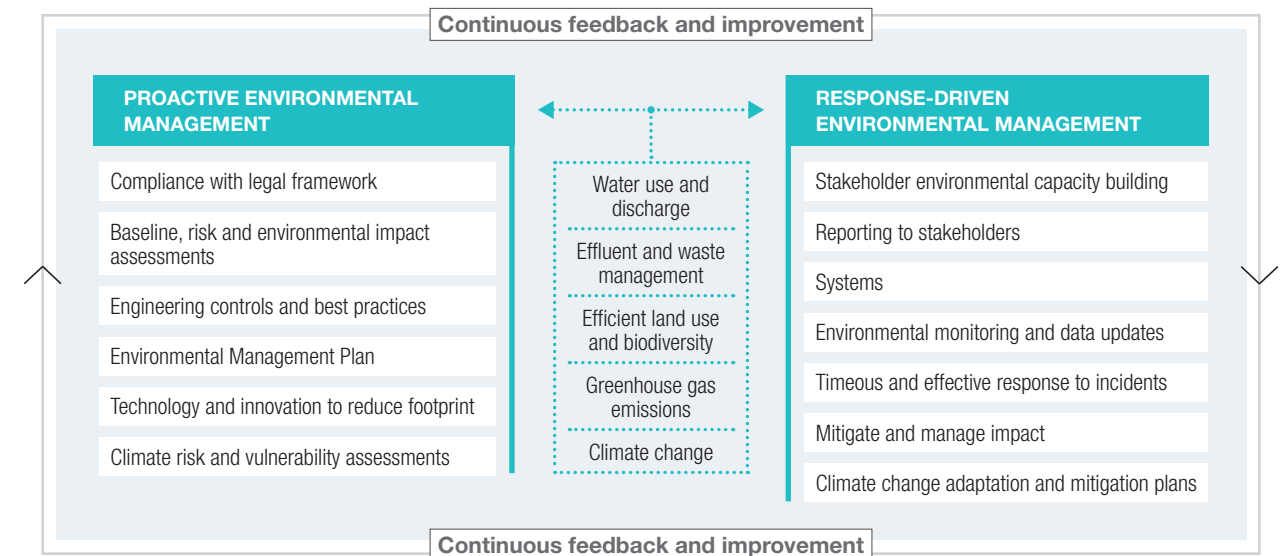 Continuous feedback and improvement
PROACTIVE ENVIRONMENTAL
MANAGEMENT
Compliance with legal framework
Baseline, risk and environmental impact
assessments
Engineering controls and best practices
Environmental Management Plan
Technology and innovation to reduce footprint
Climate risk and vulnerability assessments
Water use and
discharge
Effluent and waste
management
Efficient land use
and biodiversity
Greenhouse gas
emissions
Climate change
RESPONSE-DRIVEN
ENVIRONMENTAL MANAGEMENT
Stakeholder environmental capacity building
Reporting to stakeholders
Systems
Environmental monitoring and data updates
Timeous and effective response to incidents
Mitigate and manage impact
Climate change adaptation and mitigation plans
Continuous feedback and improvement